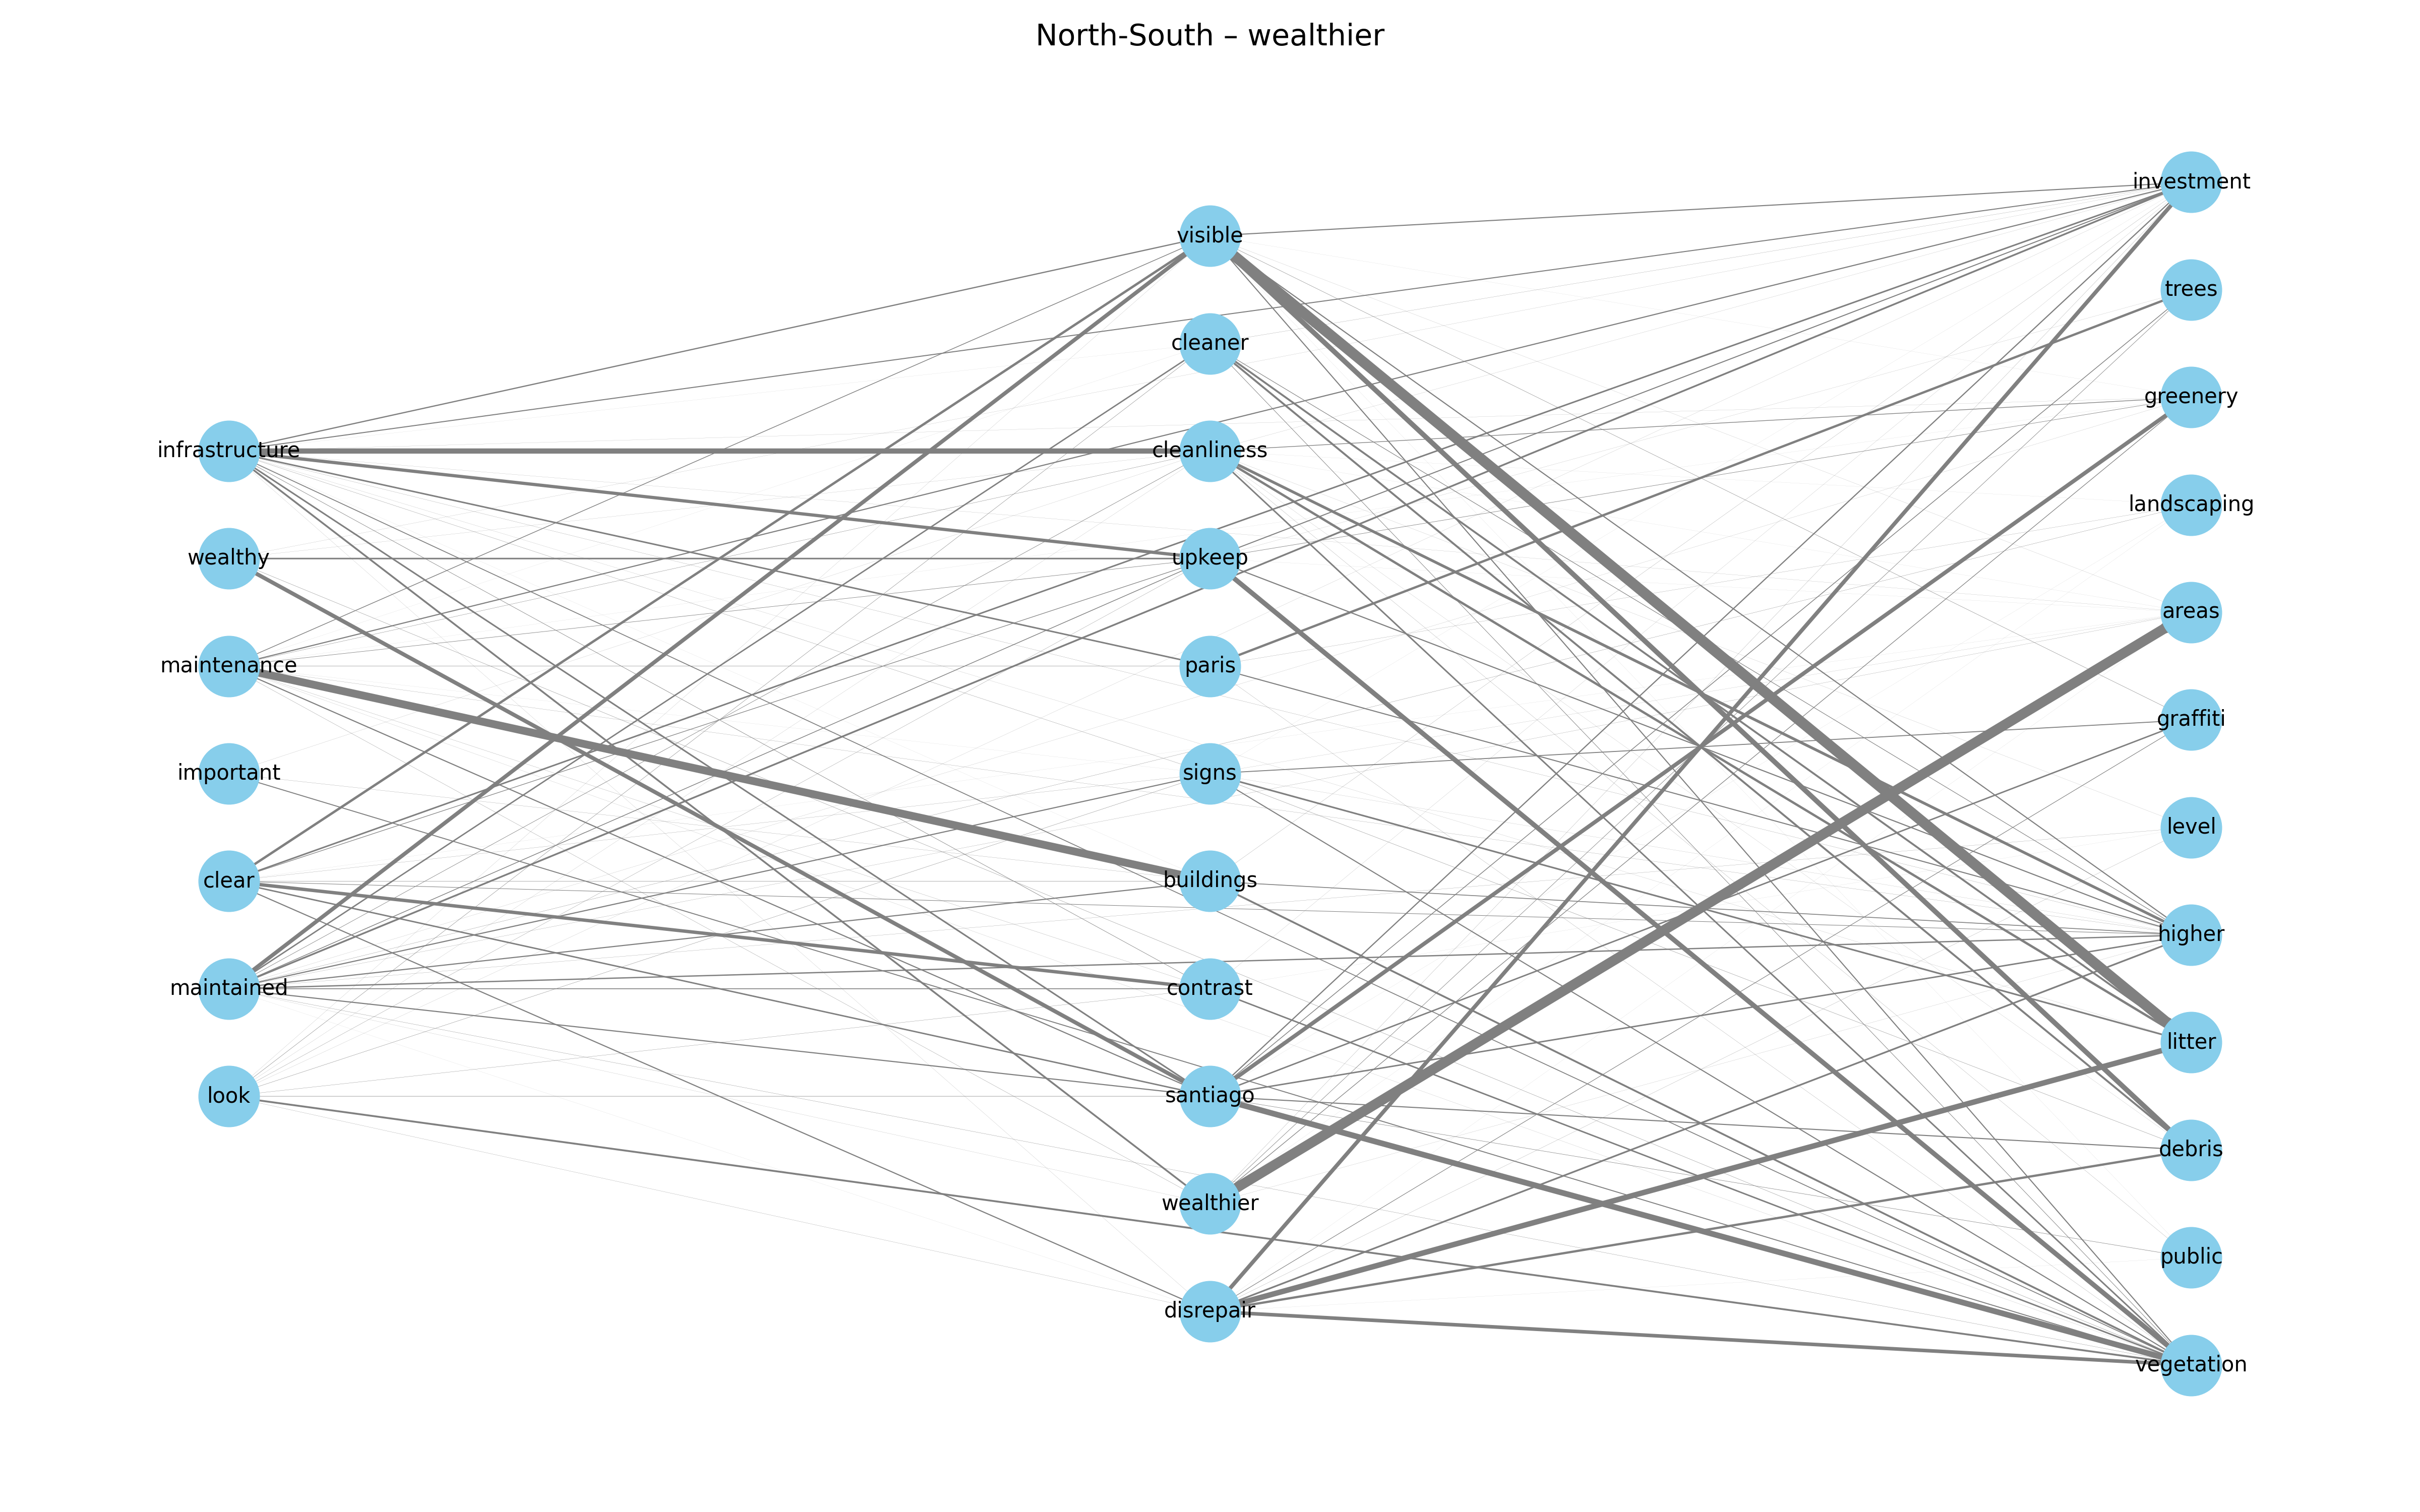 North-South – wealthier
infrastructure
wealthy
maintenance
important
clear
maintained
look
visible
cleaner
cleanliness
upkeep
paris
signs
buildings
contrast
santiago
wealthier
disrepair
investment
trees
greenery
landscaping
areas
graffiti
level
higher
litter
debris
public
vegetation